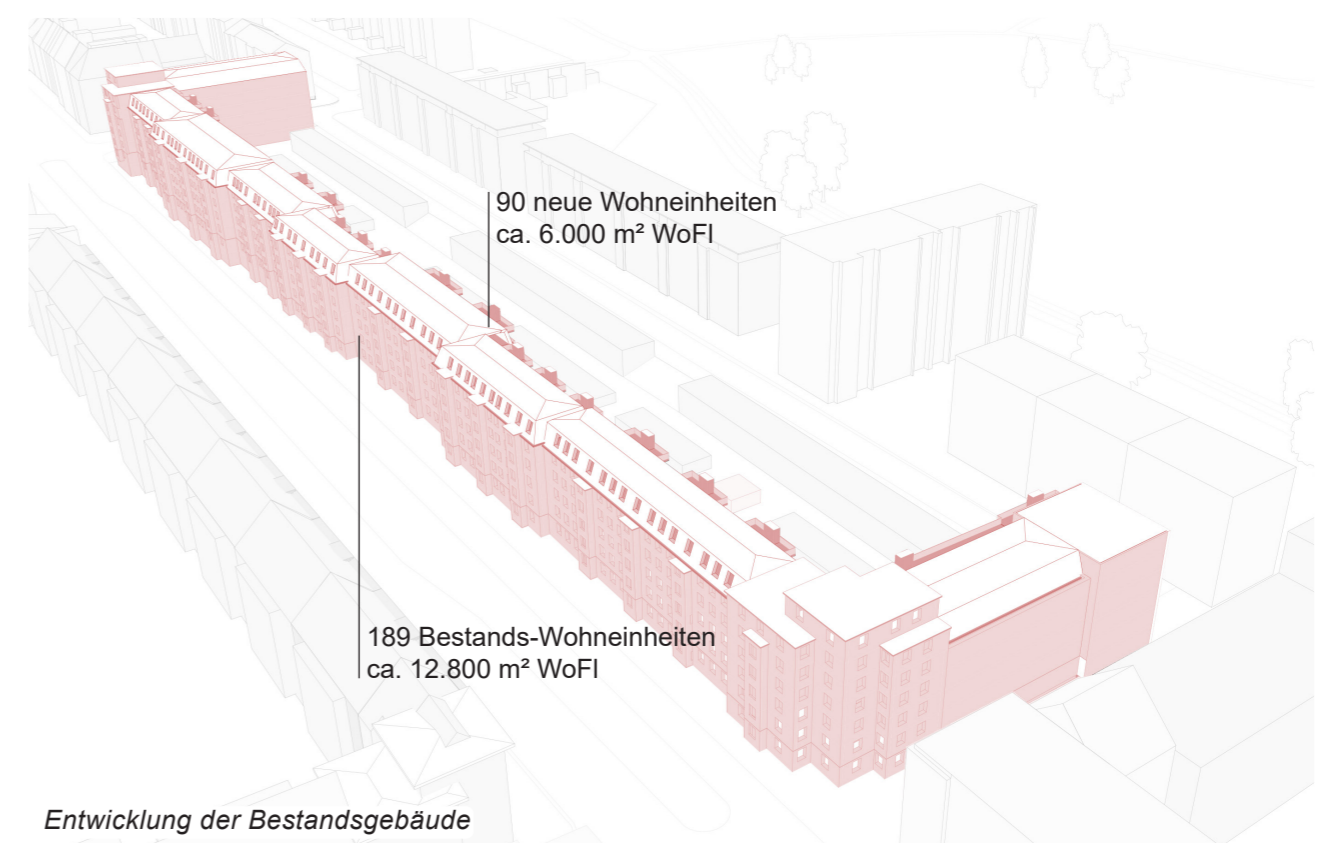 90 neue Wohneinheiten
ca. 6.000 m² WoFl
189 Bestands-Wohneinheiten
ca. 12.800 m² WoFl
Entwicklung der Bestandsgebäude